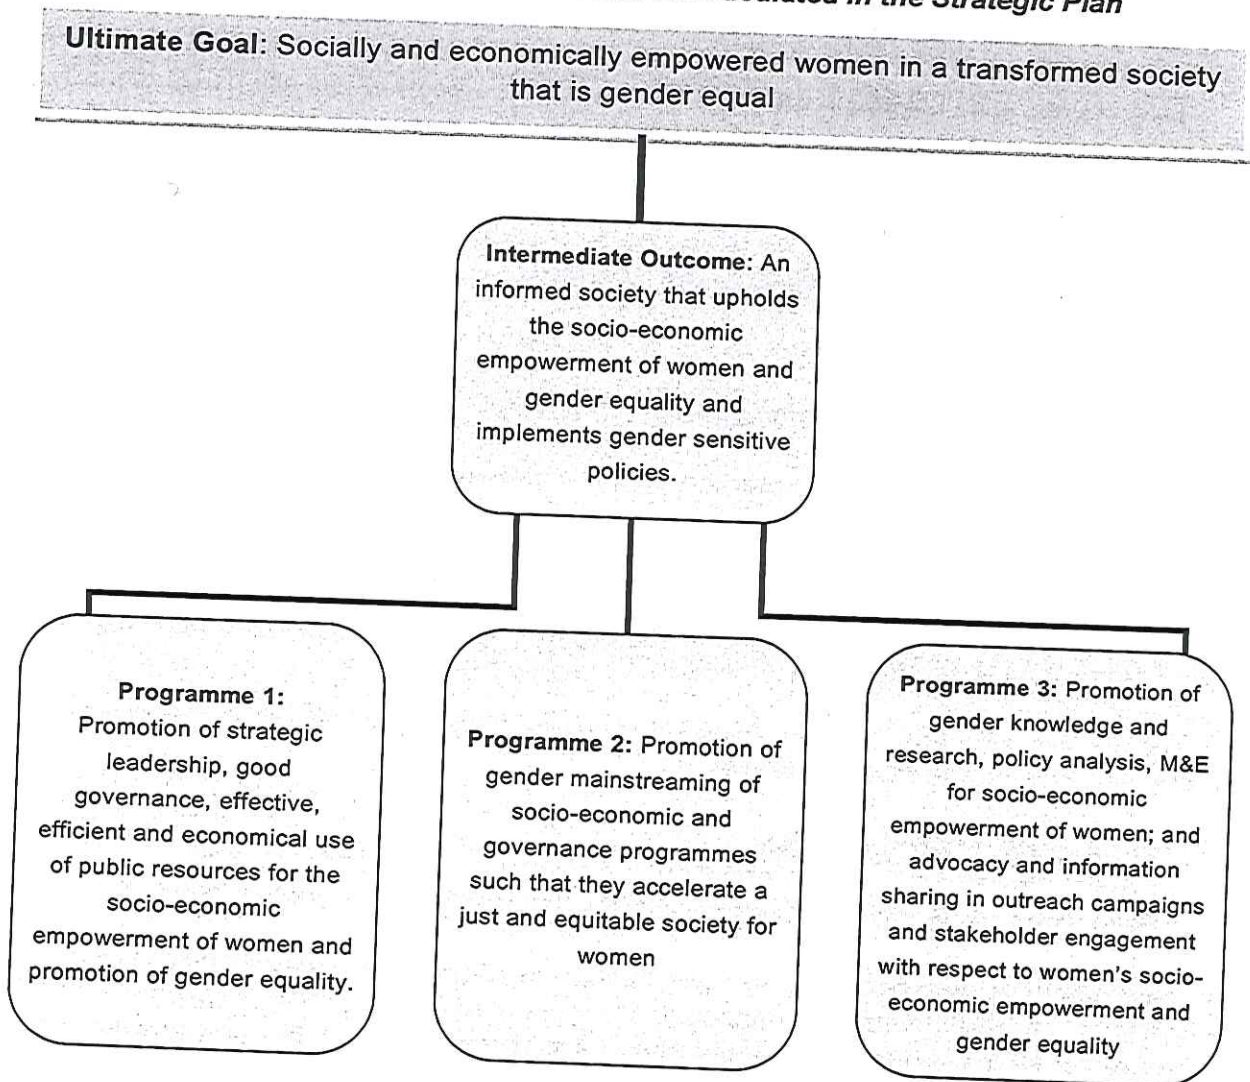 in the Strategic Plan
Ultimate Goal: Socially and economically empowered women in a transformed society
that is gender equal
Intermediate Outcome: An
informed society that upholds
the socio-economic
empowerment of women and
gender equality and
implements gender sensitive
policies.
Programme 1:
Promotion of strategic
leadership, good
governance, effective,
efficient and economical use
of public resources for the
socio-economic
empowerment of women and
promotion of gender equality.
Programme 2: Promotion of
gender mainstreaming of
socio-economic and
governance programmes
such that they accelerate a
just and equitable society for
women
Programme 3: Promotion of
gender knowledge and
research, policy analysis, M&E
for socio-economic
empowerment of women; and
advocacy and information
sharing in outreach campaigns
and stakeholder engagement
with respect to women's socio-
economic empowerment and
gender equality